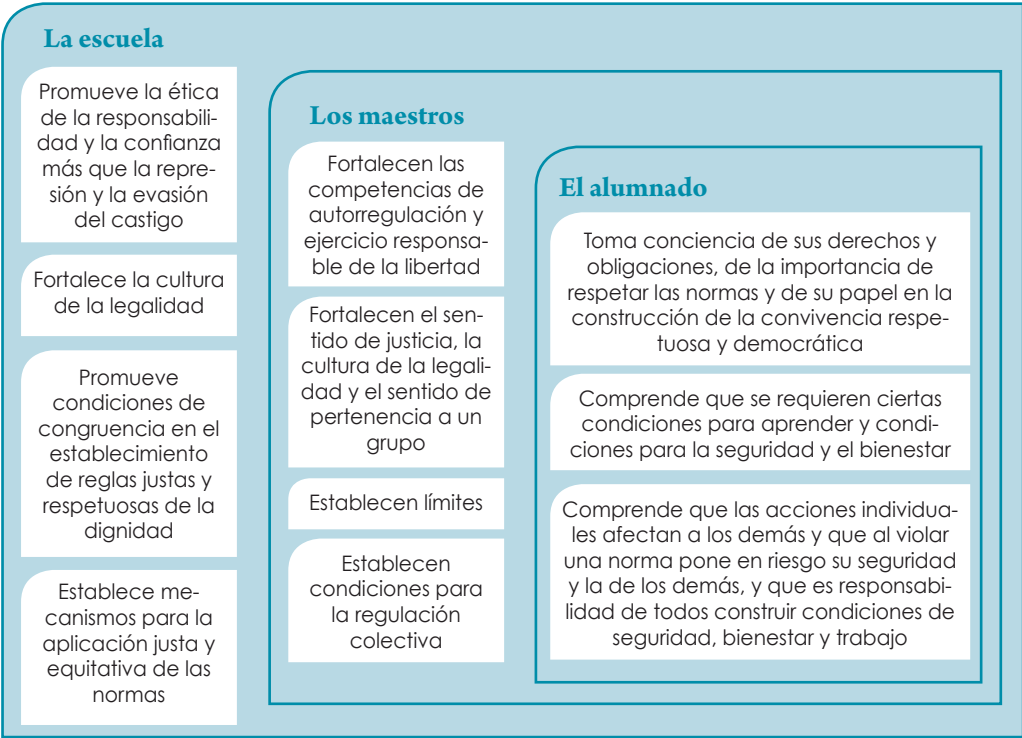 La escuela
Promueve la ética
de la responsabili-
dad y la confianza
más que la repre-
sión y la evasión
del castigo
Fortalece la cultura
de la legalidad
Promueve
condiciones de
congruencia en el
establecimiento
de reglas justas y
respetuosas de la
dignidad
Establece me-
canismos para la
aplicación justa y
equitativa de las
normas
Los maestros
Fortalecen las
competencias de
autorregulación y
ejercicio responsa-
ble de la libertad
Fortalecen el sen-
tido de justicia, la
cultura de la legali-
dad y el sentido de
pertenencia a un
grupo
Establecen límites
Establecen
condiciones para
la regulación
colectiva
El alumnado
Toma conciencia de sus derechos y
obligaciones, de la importancia de
respetar las normas y de su papel en la
construcción de la convivencia respe-
tuosa y democrática
Comprende que se requieren ciertas
condiciones para aprender y condi-
ciones para la seguridad y el bienestar
Comprende que las acciones individua-
les afectan a los demás y que al violar
una norma pone en riesgo su seguridad
y la de los demás, y que es responsabi-
lidad de todos construir condiciones de
seguridad, bienestar y trabajo